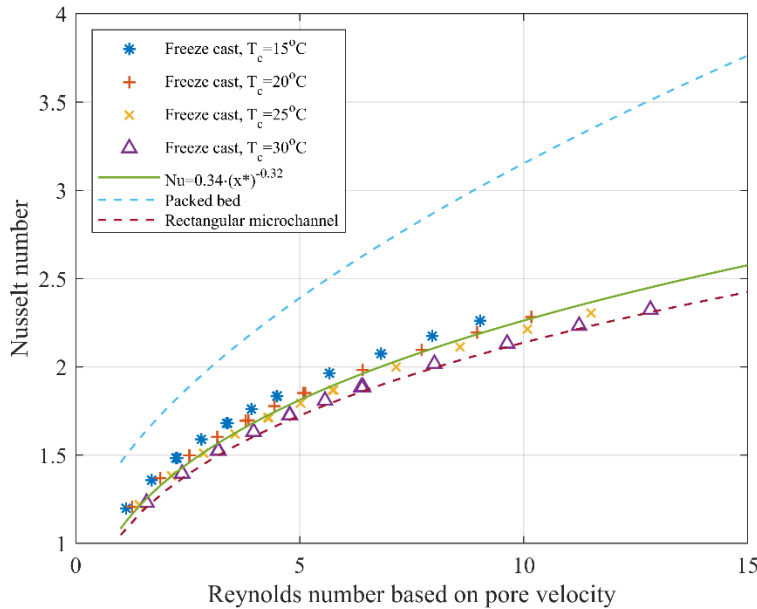 4
3.5
3
2.5
2
1.5
1
Nusselt number
Freeze cast, T_c=15°C
Freeze cast, T_c=20°C
Freeze cast, T_c=25°C
Freeze cast, T_c=30°C
Nu=0.34·(x*)^-0.32
Packed bed
Rectangular microchannel
0 5 10 15
Reynolds number based on pore velocity